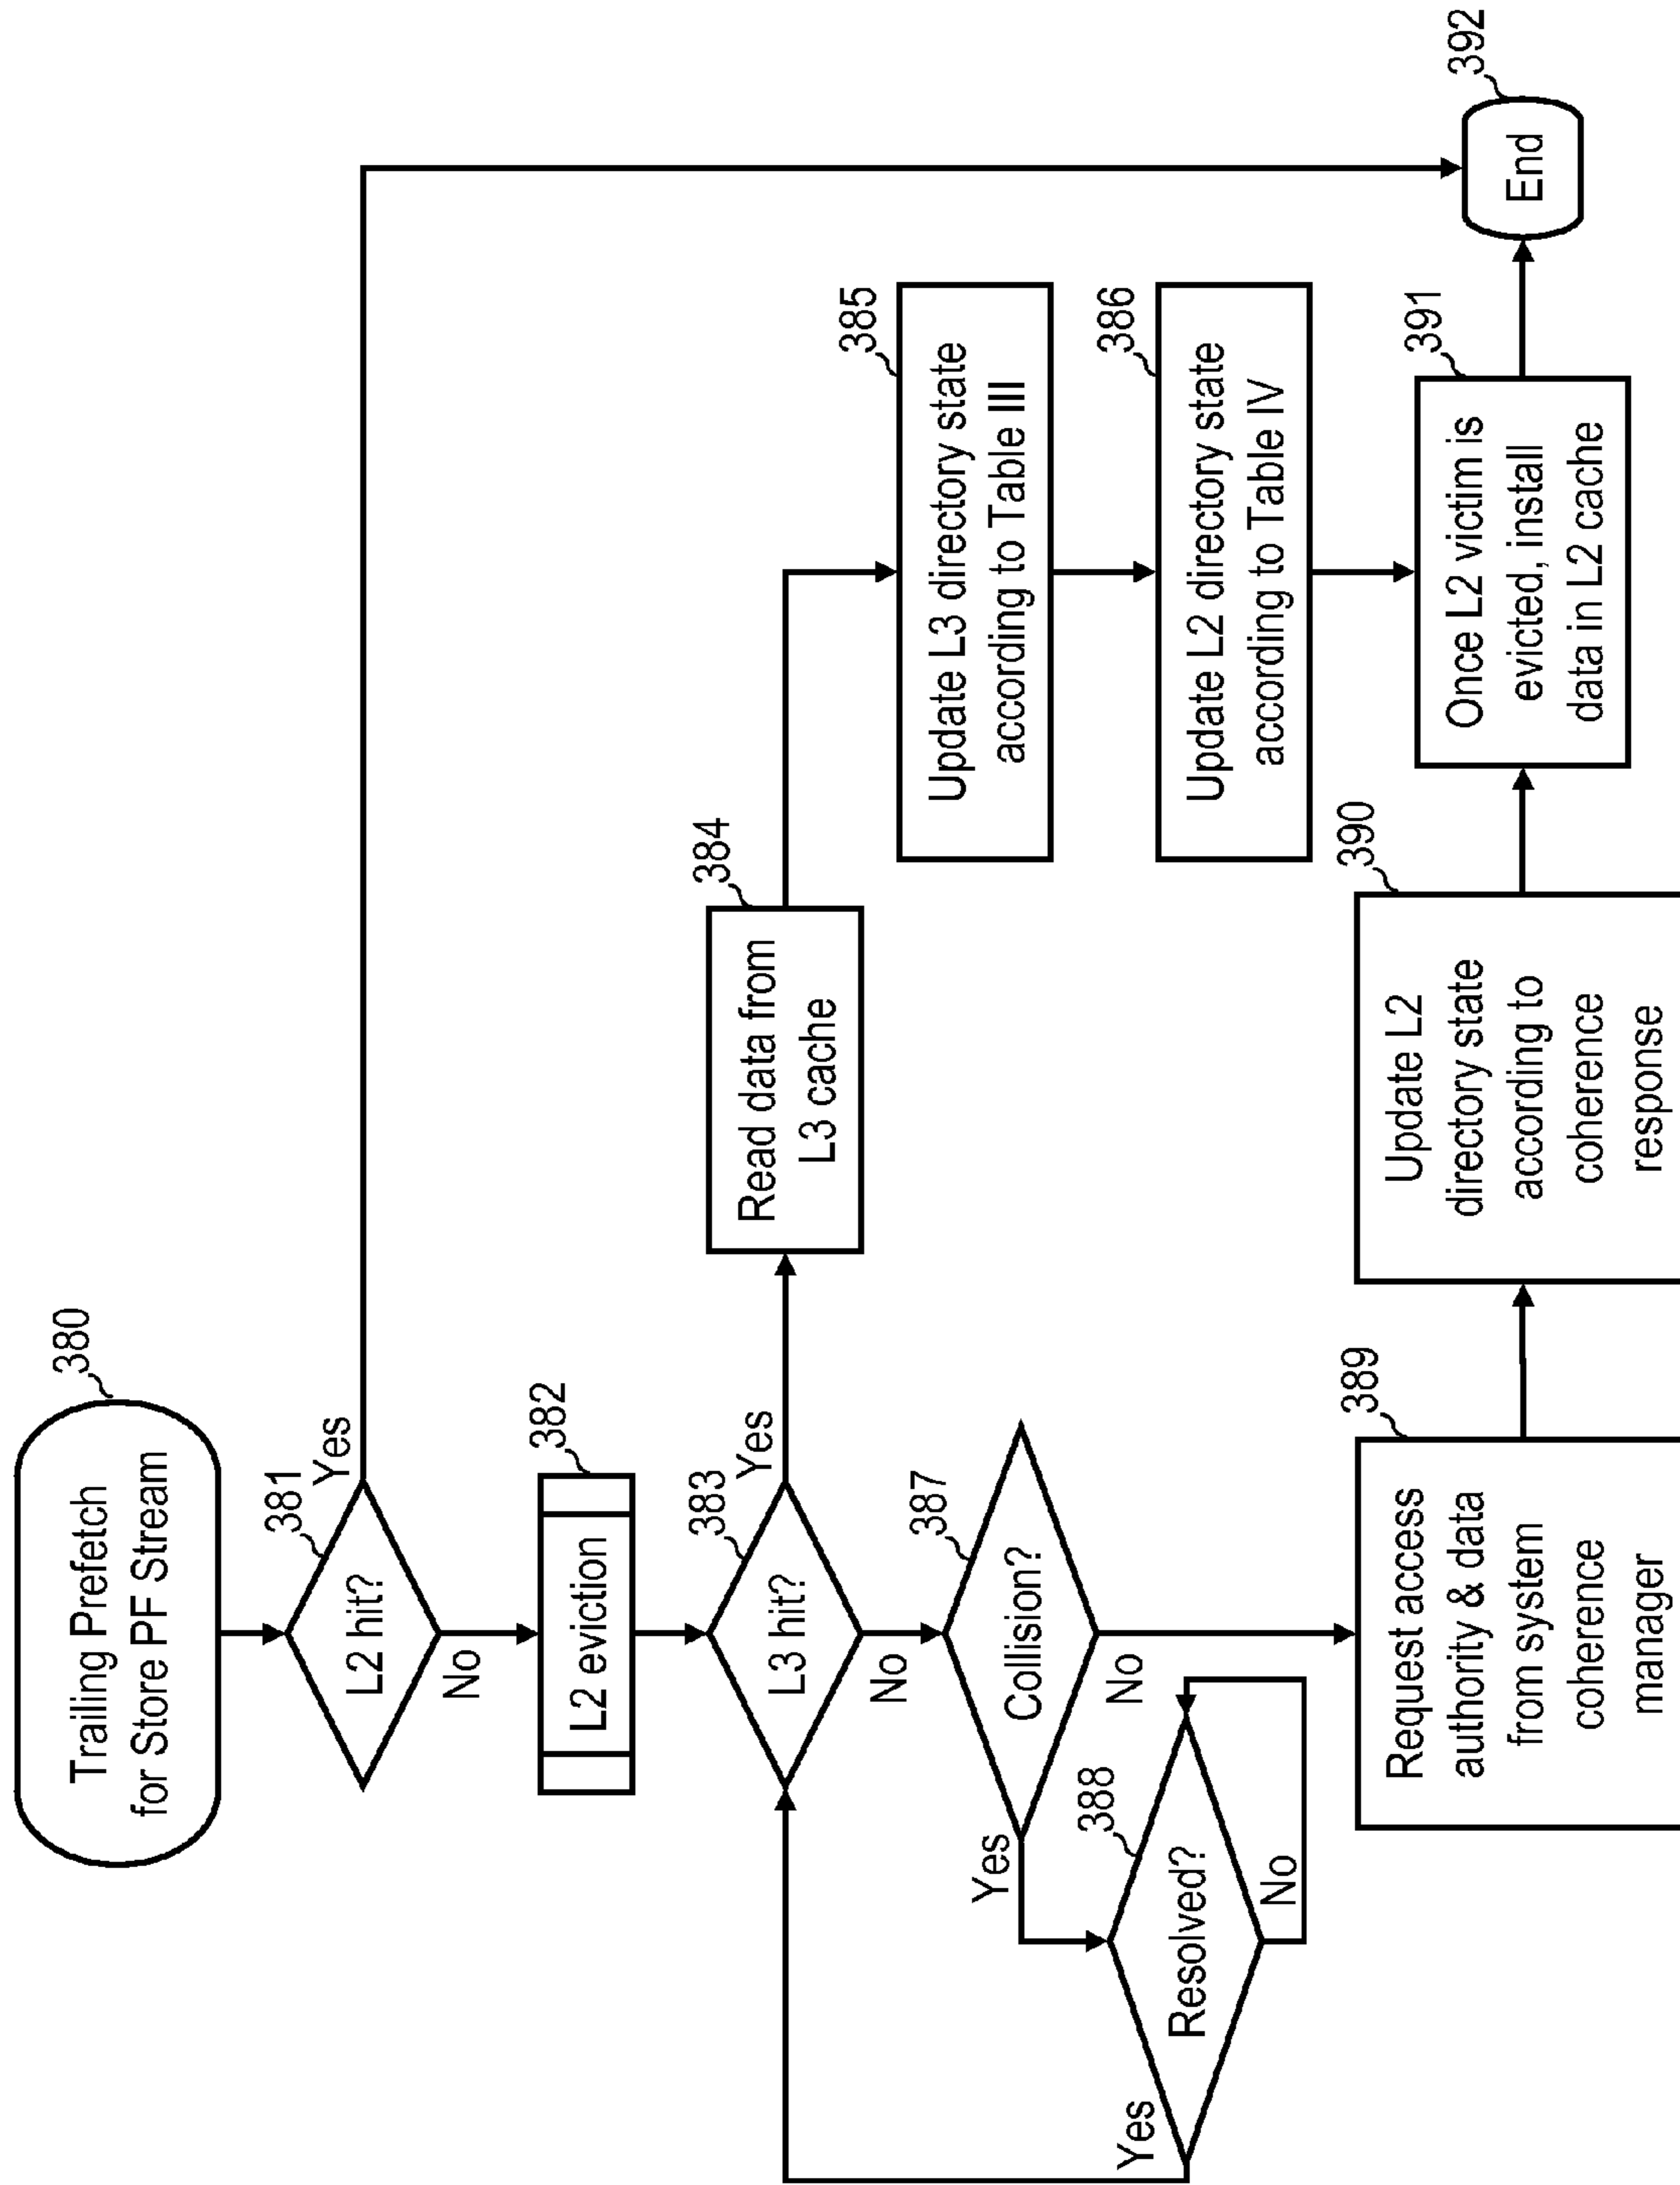 380
Trailing Prefetch
for Store PF Stream
381
L2 hit?
Yes
No
382
L2 eviction
383
L3 hit?
Yes
No
384
Read data from
L3 cache
385
Update L3 directory state
according to Table III
386
Update L2 directory state
according to Table IV
387
Collision?
Yes
No
388
Resolved?
Yes
No
389
Request access
authority & data
from system
coherence
manager
390
Update L2
directory state
according to
coherence
response
391
Once L2 victim is
evicted, install
data in L2 cache
392
End